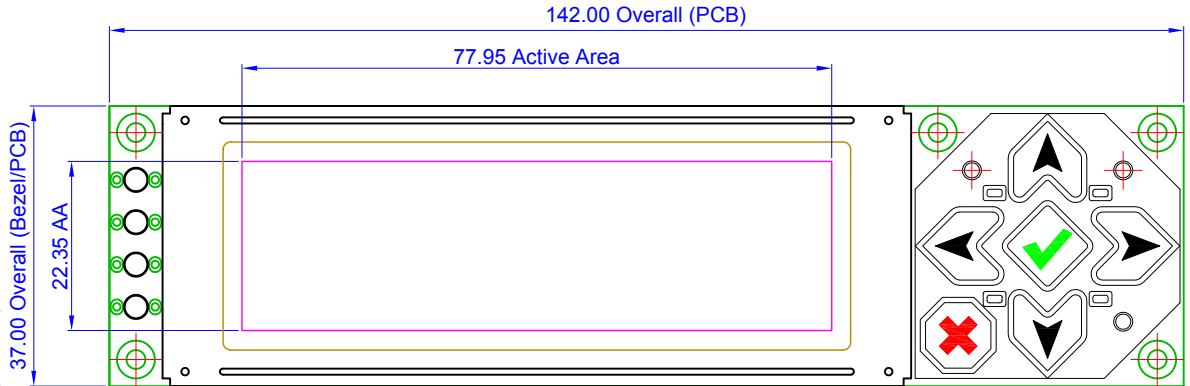 142.00 Overall (PCB)
77.95 Active Area
37.00 Overall (Bezel/PCB)
22.35 AA